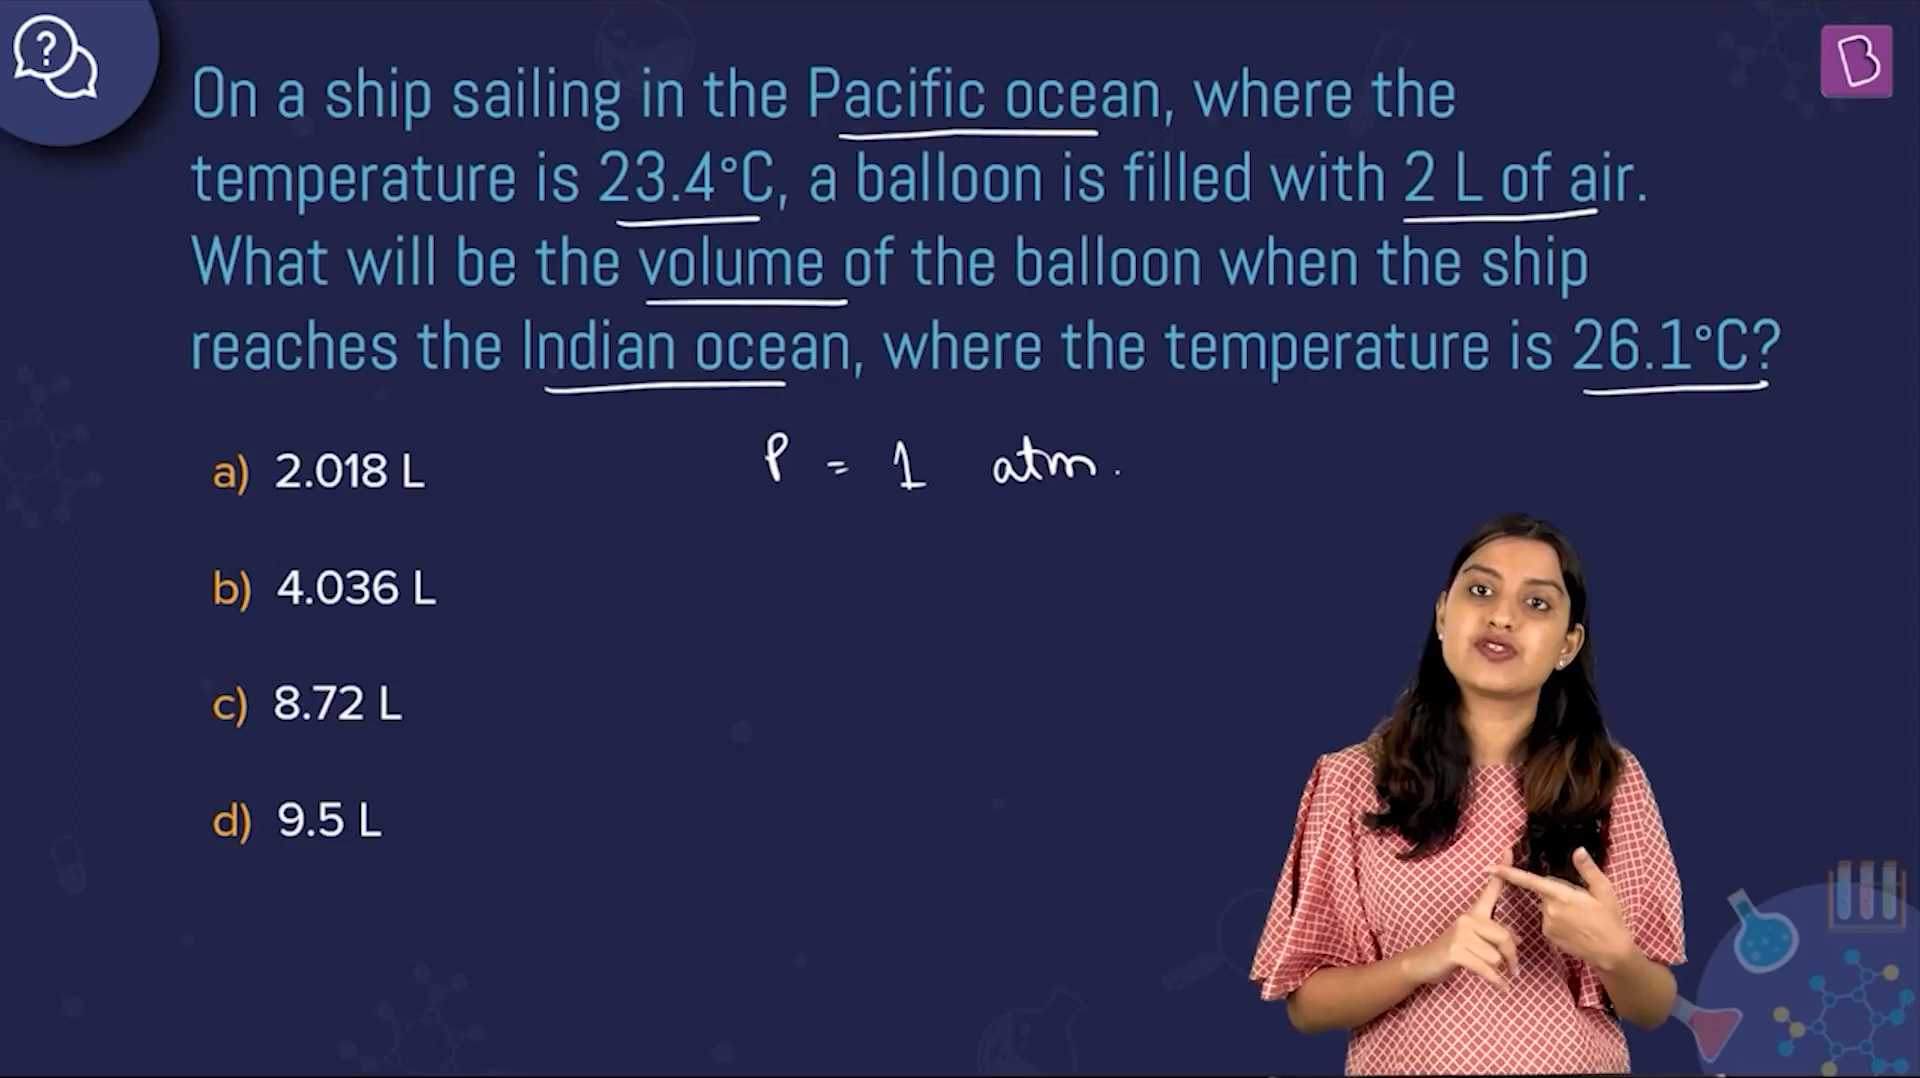 On a ship sailing in the Pacific ocean, where the
temperature is 23.4°C, a balloon is filled with 2 L of air.
What will be the volume of the balloon when the ship
reaches the Indian ocean, where the temperature is 26.1°C?
a) 2.018 L
P = 1 atm.
b) 4.036 L
c) 8.72 L
d) 9.5 L